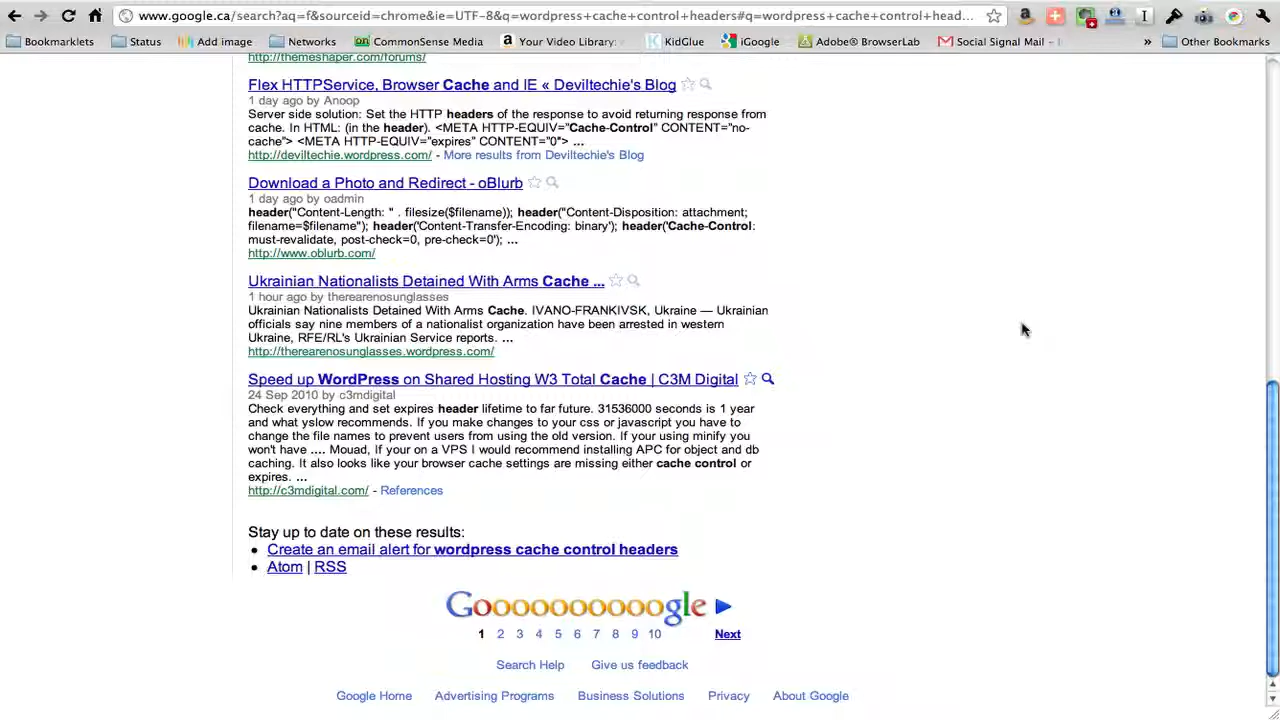 www.google.ca/search?aq=f&sourceid=chrome&ie=UTF-8&q=wordpress+cache+control+headers#q=wordpress+cache+control+head...
Bookmarklets Status Add image Networks CommonSense Media Your Video Library: KidGlue iGoogle Adobe® BrowserLab Social Signal Mail – I » Other Bookmarks
http://themeshaper.com/forums/
Flex HTTPService, Browser Cache and IE « Deviltechie's Blog
1 day ago by Anoop
Server side solution: Set the HTTP headers of the response to avoid returning response from
cache. In HTML: (in the header). <META HTTP-EQUIV="Cache-Control" CONTENT="no-
cache"> <META HTTP-EQUIV="expires" CONTENT="0"> ...
http://deviltechie.wordpress.com/ - More results from Deviltechie's Blog
Download a Photo and Redirect - oBlurb
1 day ago by oadmin
header("Content-Length: " . filesize($filename)); header("Content-Disposition: attachment;
filename=$filename"); header('Content-Transfer-Encoding: binary'); header('Cache-Control:
must-revalidate, post-check=0, pre-check=0'); ...
http://www.oblurb.com/
Ukrainian Nationalists Detained With Arms Cache ...
1 hour ago by therearenosunglasses
Ukrainian Nationalists Detained With Arms Cache. IVANO-FRANKIVSK, Ukraine — Ukrainian
officials say nine members of a nationalist organization have been arrested in western
Ukraine, RFE/RL's Ukrainian Service reports. ...
http://therearenosunglasses.wordpress.com/
Speed up WordPress on Shared Hosting W3 Total Cache | C3M Digital
24 Sep 2010 by c3mdigital
Check everything and set expires header lifetime to far future. 31536000 seconds is 1 year
and what yslow recommends. If you make changes to your css or javascript you have to
change the file names to prevent users from using the old version. If your using minify you
won't have .... Mouad, If your on a VPS I would recommend installing APC for object and db
caching. It also looks like your browser cache settings are missing either cache control or
expires. ...
http://c3mdigital.com/ - References
Stay up to date on these results:
• Create an email alert for wordpress cache control headers
• Atom | RSS
Goooooooooogle
1 2 3 4 5 6 7 8 9 10 Next
Search Help Give us feedback
Google Home Advertising Programs Business Solutions Privacy About Google